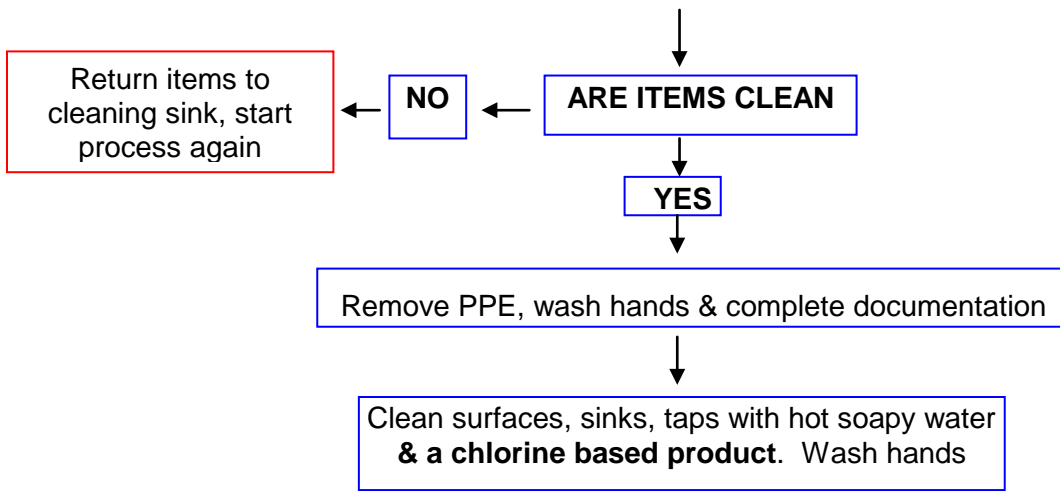 Return items to
cleaning sink, start
process again
NO
ARE ITEMS CLEAN
YES
Remove PPE, wash hands & complete documentation
Clean surfaces, sinks, taps with hot soapy water
& a chlorine based product.  Wash hands